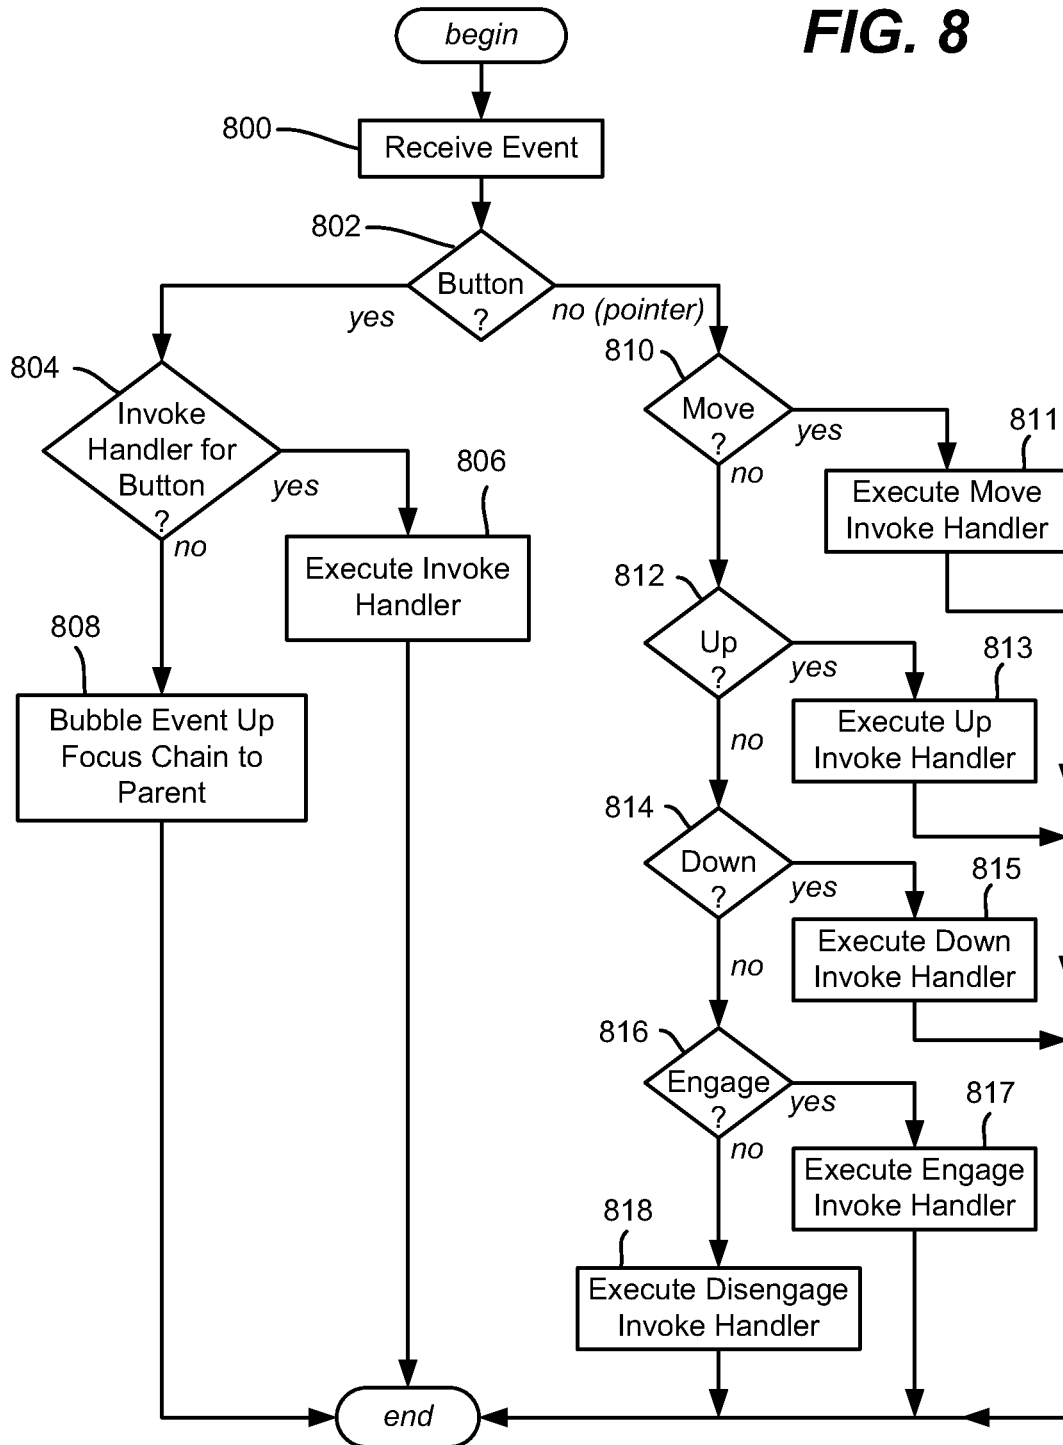 begin
FIG. 8
800
Receive Event
802
Button
?
yes
no (pointer)
804
Invoke
Handler for
Button
?
yes
no
810
Move
?
yes
no
811
Execute Move
Invoke Handler
806
Execute Invoke
Handler
808
Bubble Event Up
Focus Chain to
Parent
812
Up
?
yes
no
813
Execute Up
Invoke Handler
814
Down
?
yes
no
815
Execute Down
Invoke Handler
816
Engage
?
yes
no
817
Execute Engage
Invoke Handler
818
Execute Disengage
Invoke Handler
end